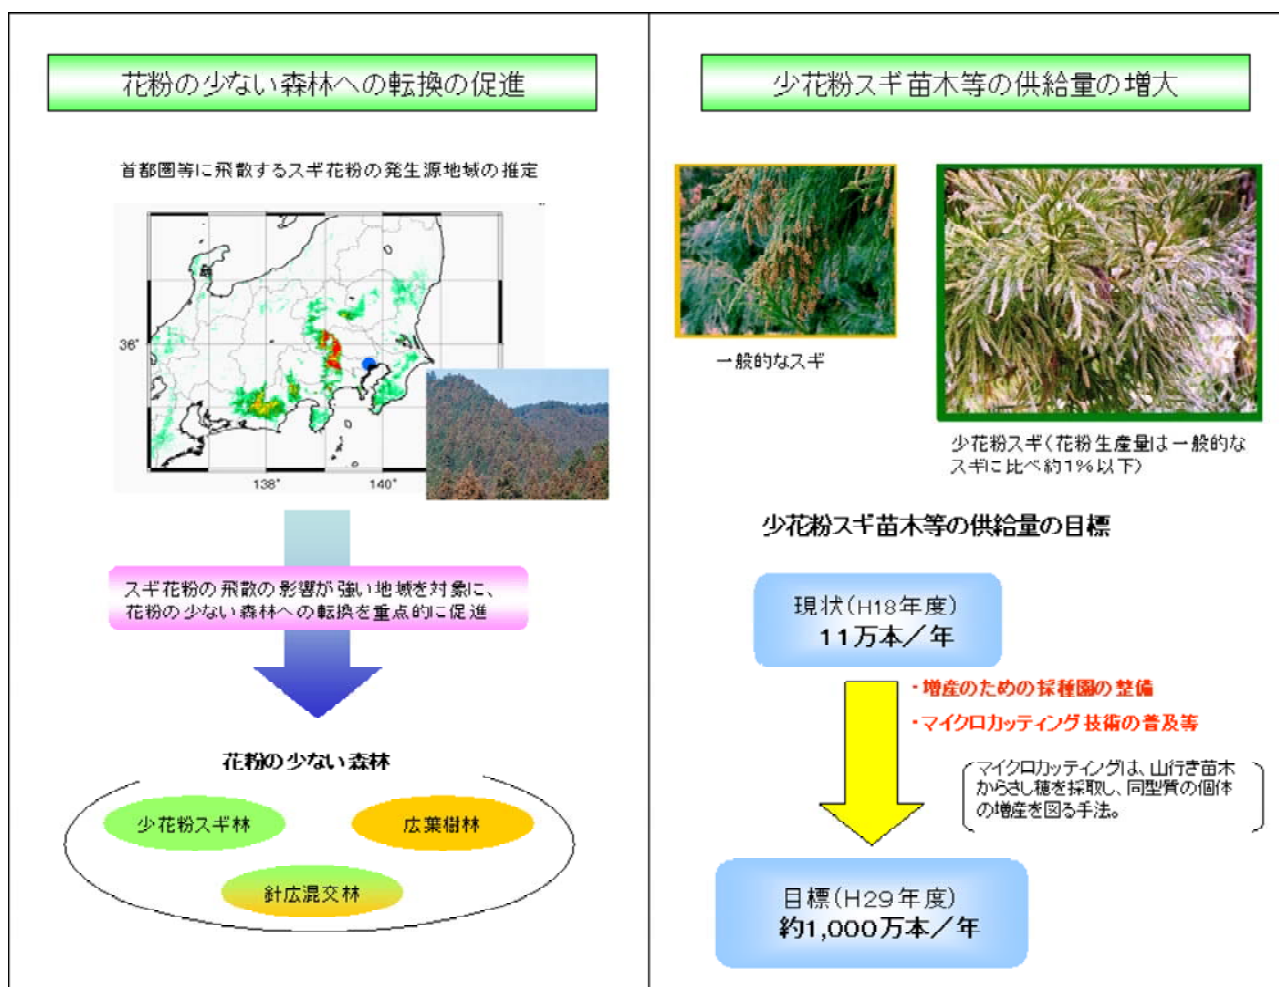 花粉の少ない森林への転換の促進
首都圏等に飛散するスギ花粉の発生源地域の推定
36°
138°
140°
スギ花粉の飛散の影響が強い地域を対象に、
花粉の少ない森林への転換を重点的に促進
花粉の少ない森林
少花粉スギ林
広葉樹林
針広混交林
少花粉スギ苗木等の供給量の増大
一般的なスギ
少花粉スギ(花粉生産量は一般的な
スギに比べ約1%以下)
少花粉スギ苗木等の供給量の目標
現状(H18年度)
11万本/年
・増産のための採種園の整備
・マイクロカッティング技術の普及等
マイクロカッティングは、山行き苗木
からさし穂を採取し、同型質の個体
の増産を図る手法。
目標(H29年度)
約1,000万本/年